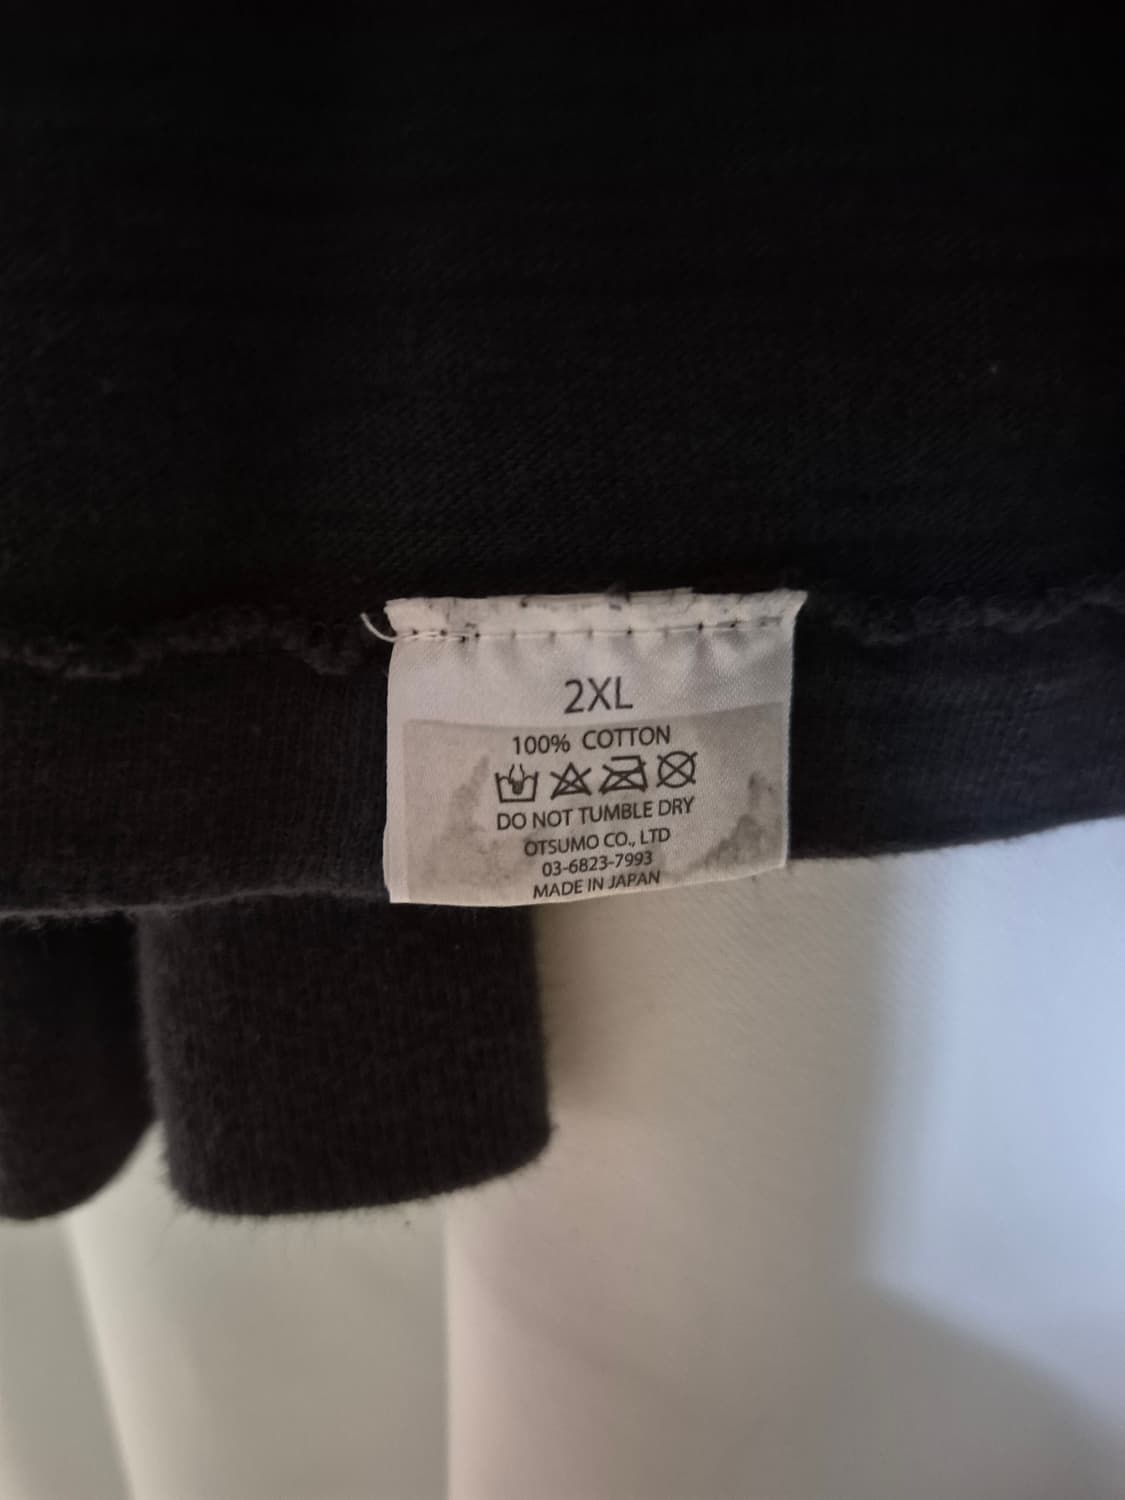 2XL
100% COTTON
DO NOT TUMBLE DRY
OTSUMO CO., LTD
03-6823-7993
MADE IN JAPAN